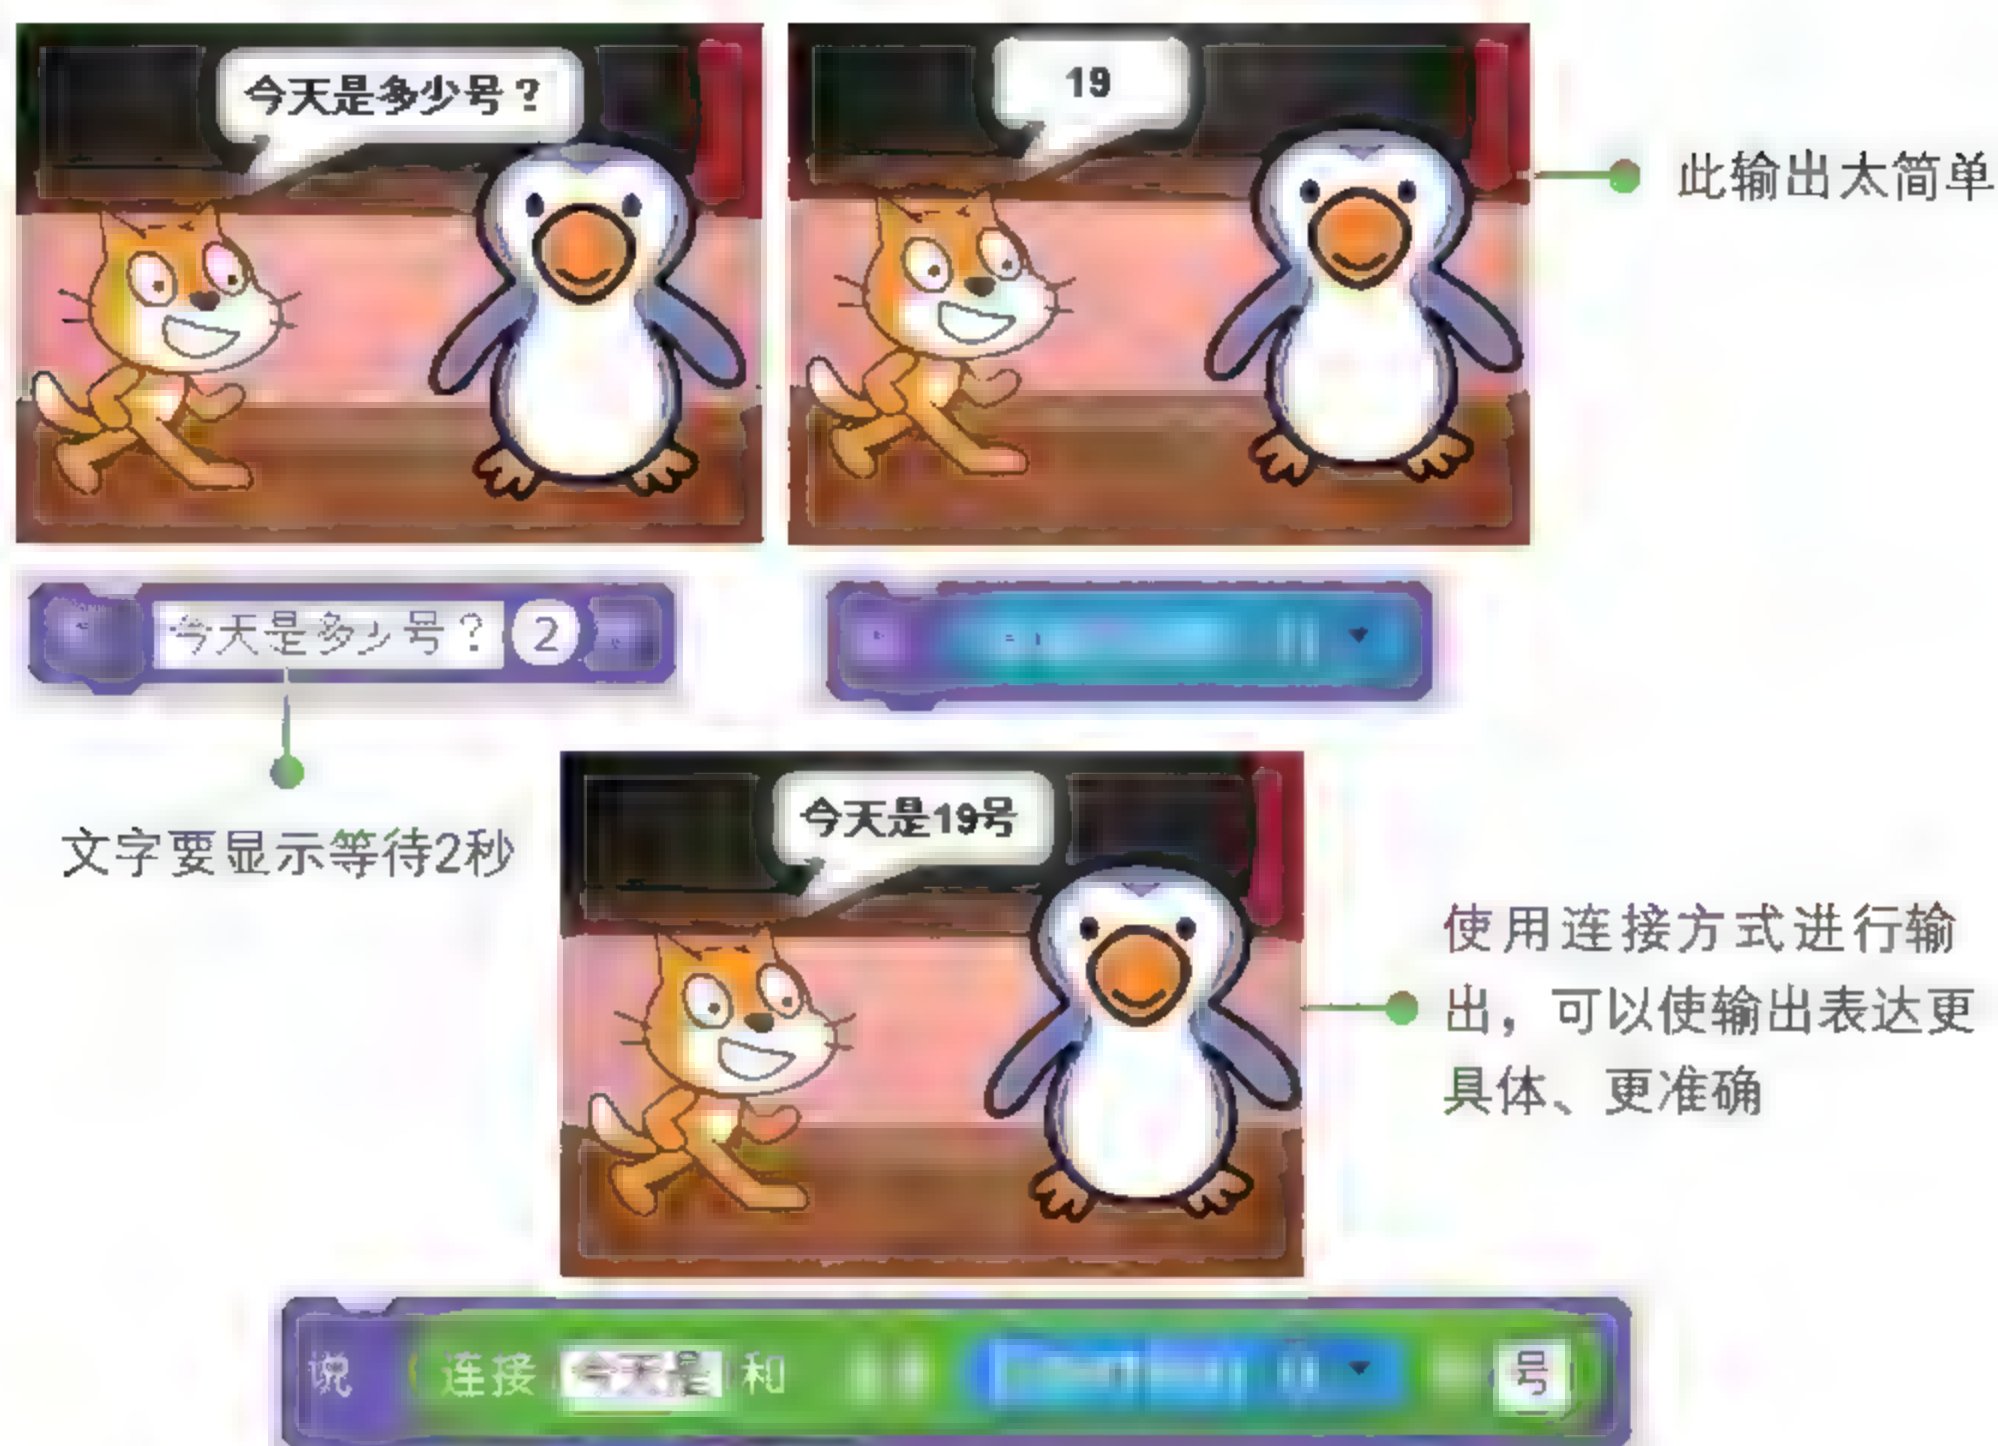 今天是多少号？
19
此输出太简单
今天是多少号？ 2
文字要显示等待2秒
今天是19号
使用连接方式进行输
出，可以使输出表达更
具体、更准确
说 连接 今天是 和 号